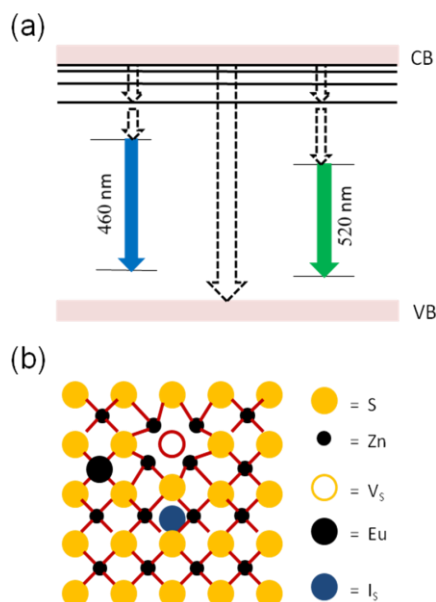 (a)
CB
460 nm
520 nm
VB
(b)
= S
= Zn
= Vs
= Eu
= Is